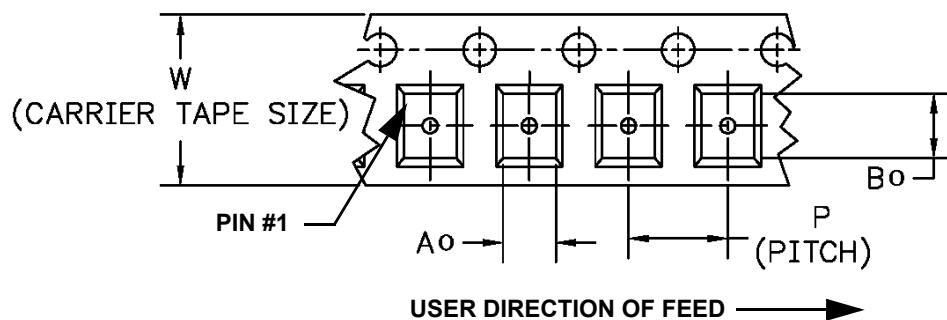 W
(CARRIER TAPE SIZE)
PIN #1
Ao
P
(PITCH)
Bo
USER DIRECTION OF FEED